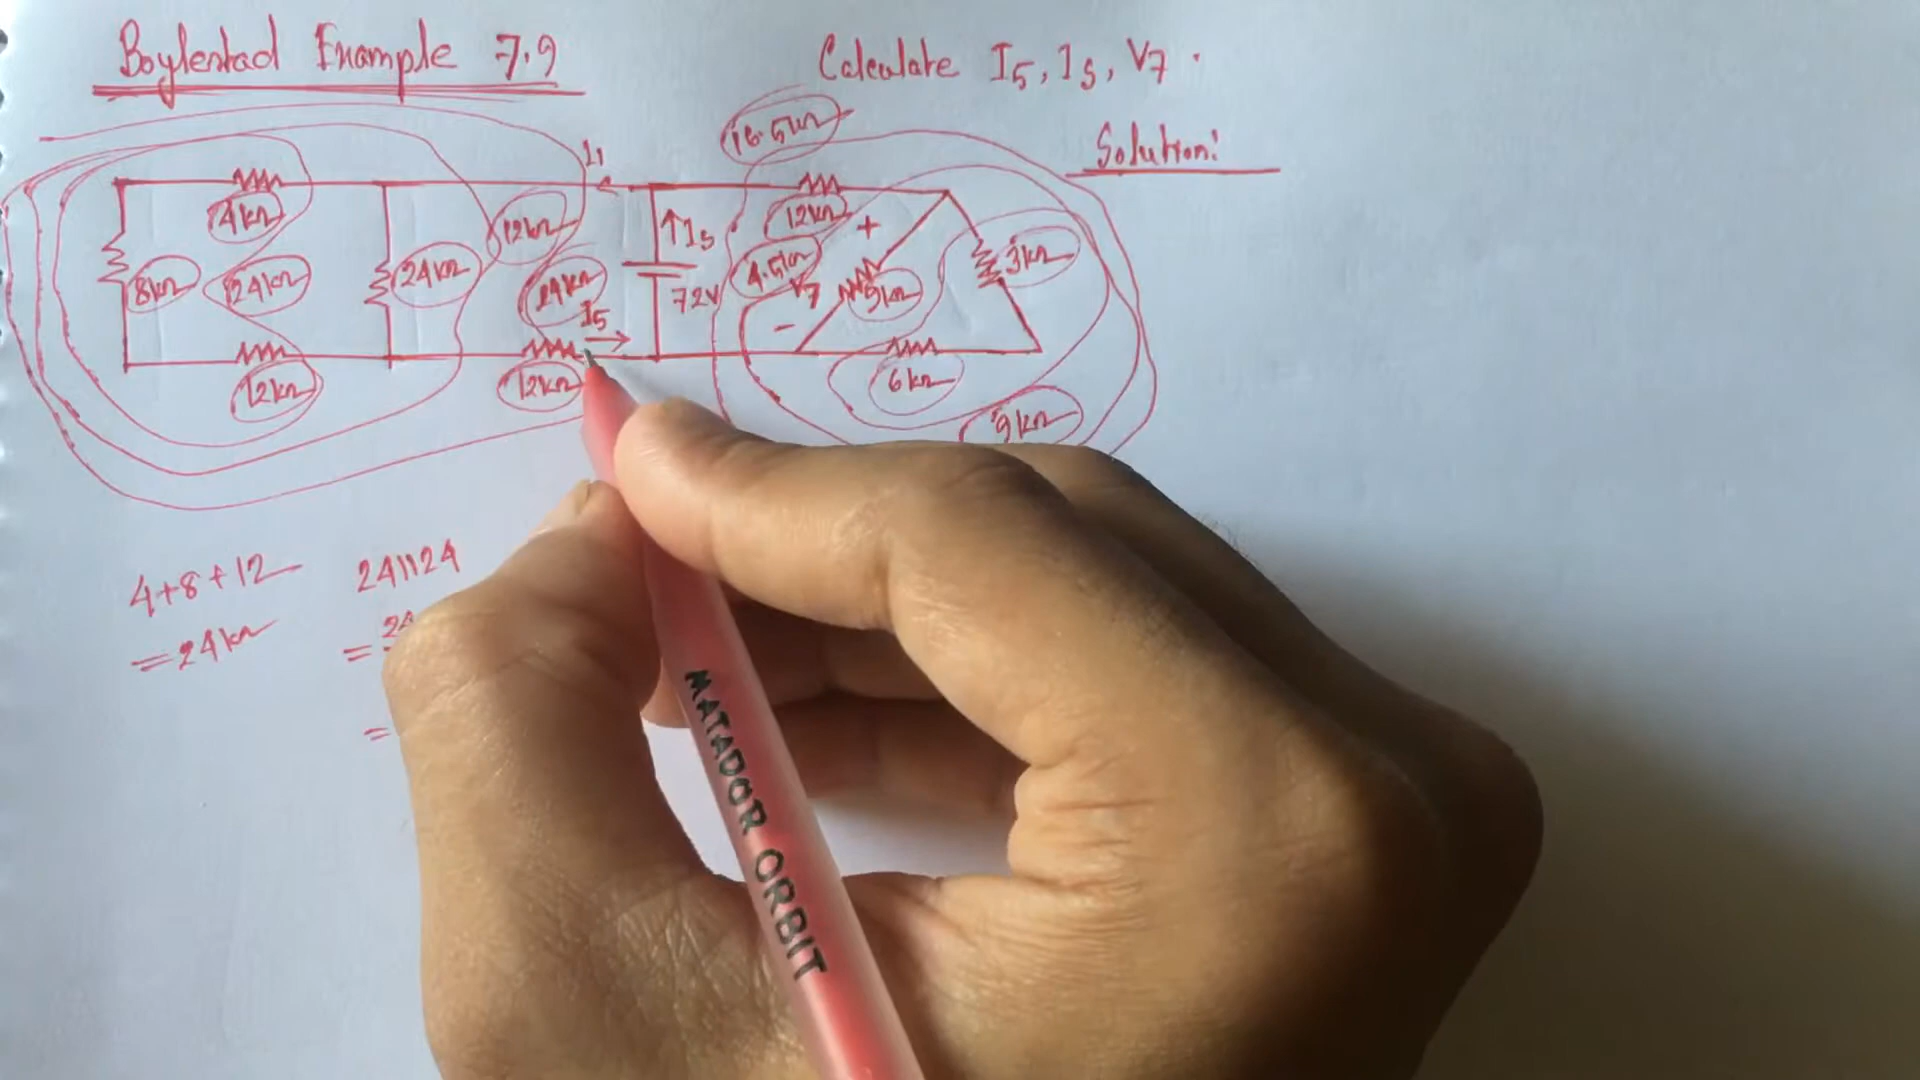 Boylestad Example 7.9
Calculate I5, Is, V7.
Solution:
16.5kΩ
I1
4kΩ
12kΩ
↑Is
12kΩ
+
8kΩ
24kΩ
24kΩ
24kΩ
72V
4.5kΩ
V7
9kΩ
3kΩ
I5
-
12kΩ
12kΩ
6kΩ
9kΩ
4+8+12
=24kΩ
24||24
=
=
MATADOR ORBIT